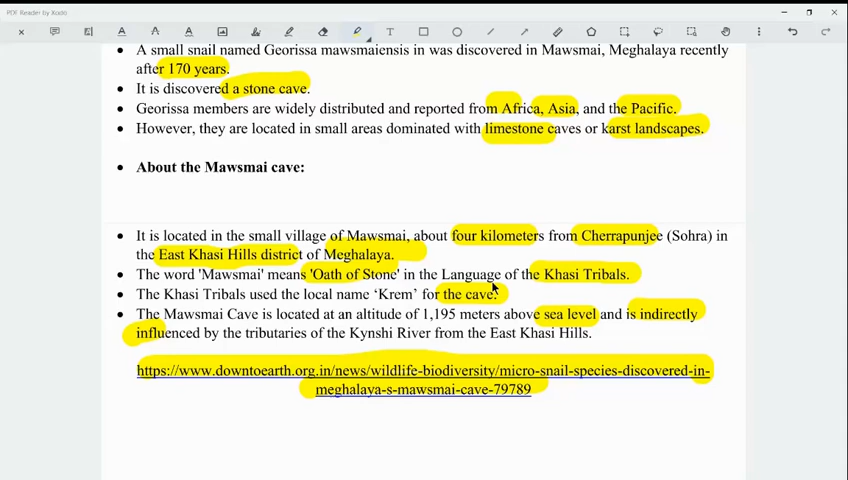 PDF Reader by Xodo
• A small snail named Georissa mawsmaiensis in was discovered in Mawsmai, Meghalaya recently
after 170 years.
• It is discovered a stone cave.
• Georissa members are widely distributed and reported from Africa, Asia, and the Pacific.
• However, they are located in small areas dominated with limestone caves or karst landscapes.
• About the Mawsmai cave:
• It is located in the small village of Mawsmai, about four kilometers from Cherrapunjee (Sohra) in
the East Khasi Hills district of Meghalaya.
• The word 'Mawsmai' means 'Oath of Stone' in the Language of the Khasi Tribals.
• The Khasi Tribals used the local name ‘Krem’ for the cave.
• The Mawsmai Cave is located at an altitude of 1,195 meters above sea level and is indirectly
influenced by the tributaries of the Kynshi River from the East Khasi Hills.
https://www.downtoearth.org.in/news/wildlife-biodiversity/micro-snail-species-discovered-in-
meghalaya-s-mawsmai-cave-79789